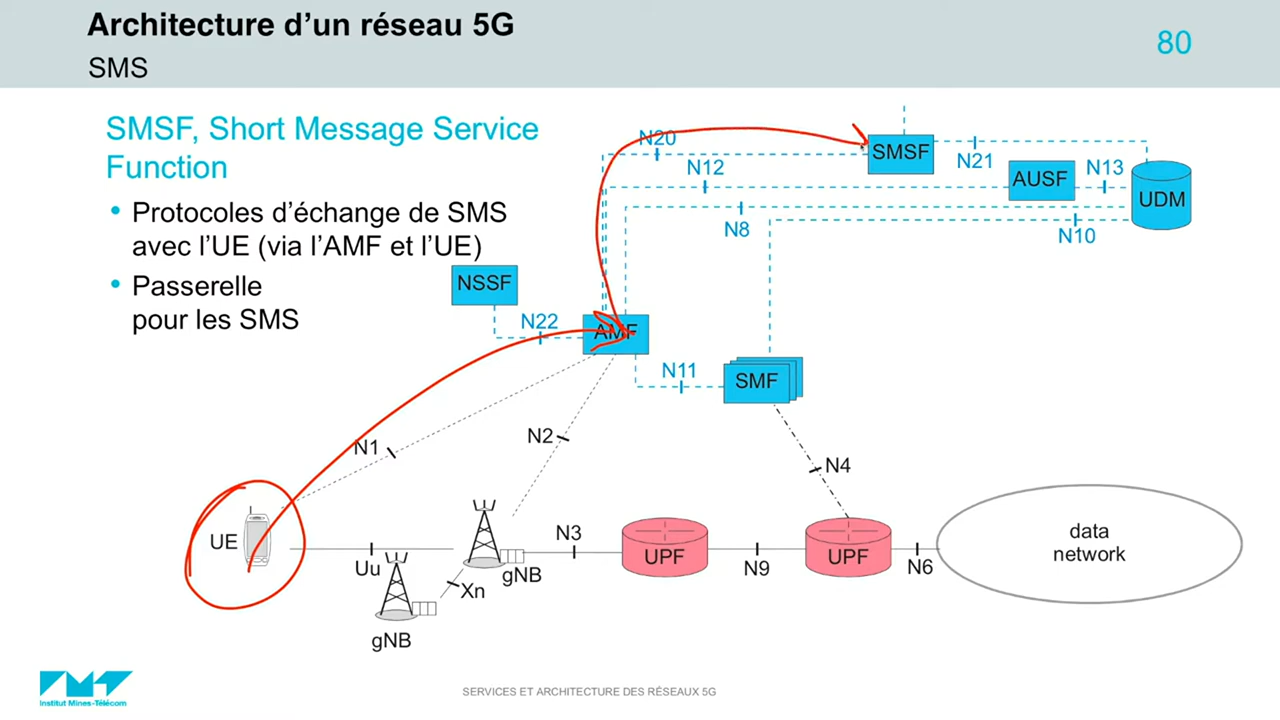 Architecture d’un réseau 5G
SMS
80
SMSF, Short Message Service
Function
• Protocoles d’échange de SMS
avec l’UE (via l’AMF et l’UE)
• Passerelle
pour les SMS
N20
SMSF
N21
N12
AUSF
N13
UDM
N8
N10
NSSF
N22
AMF
N11
SMF
N1
N2
N4
UE
Uu
gNB
Xn
gNB
N3
UPF
N9
UPF
N6
data
network
Institut Mines-Télécom
SERVICES ET ARCHITECTURE DES RÉSEAUX 5G